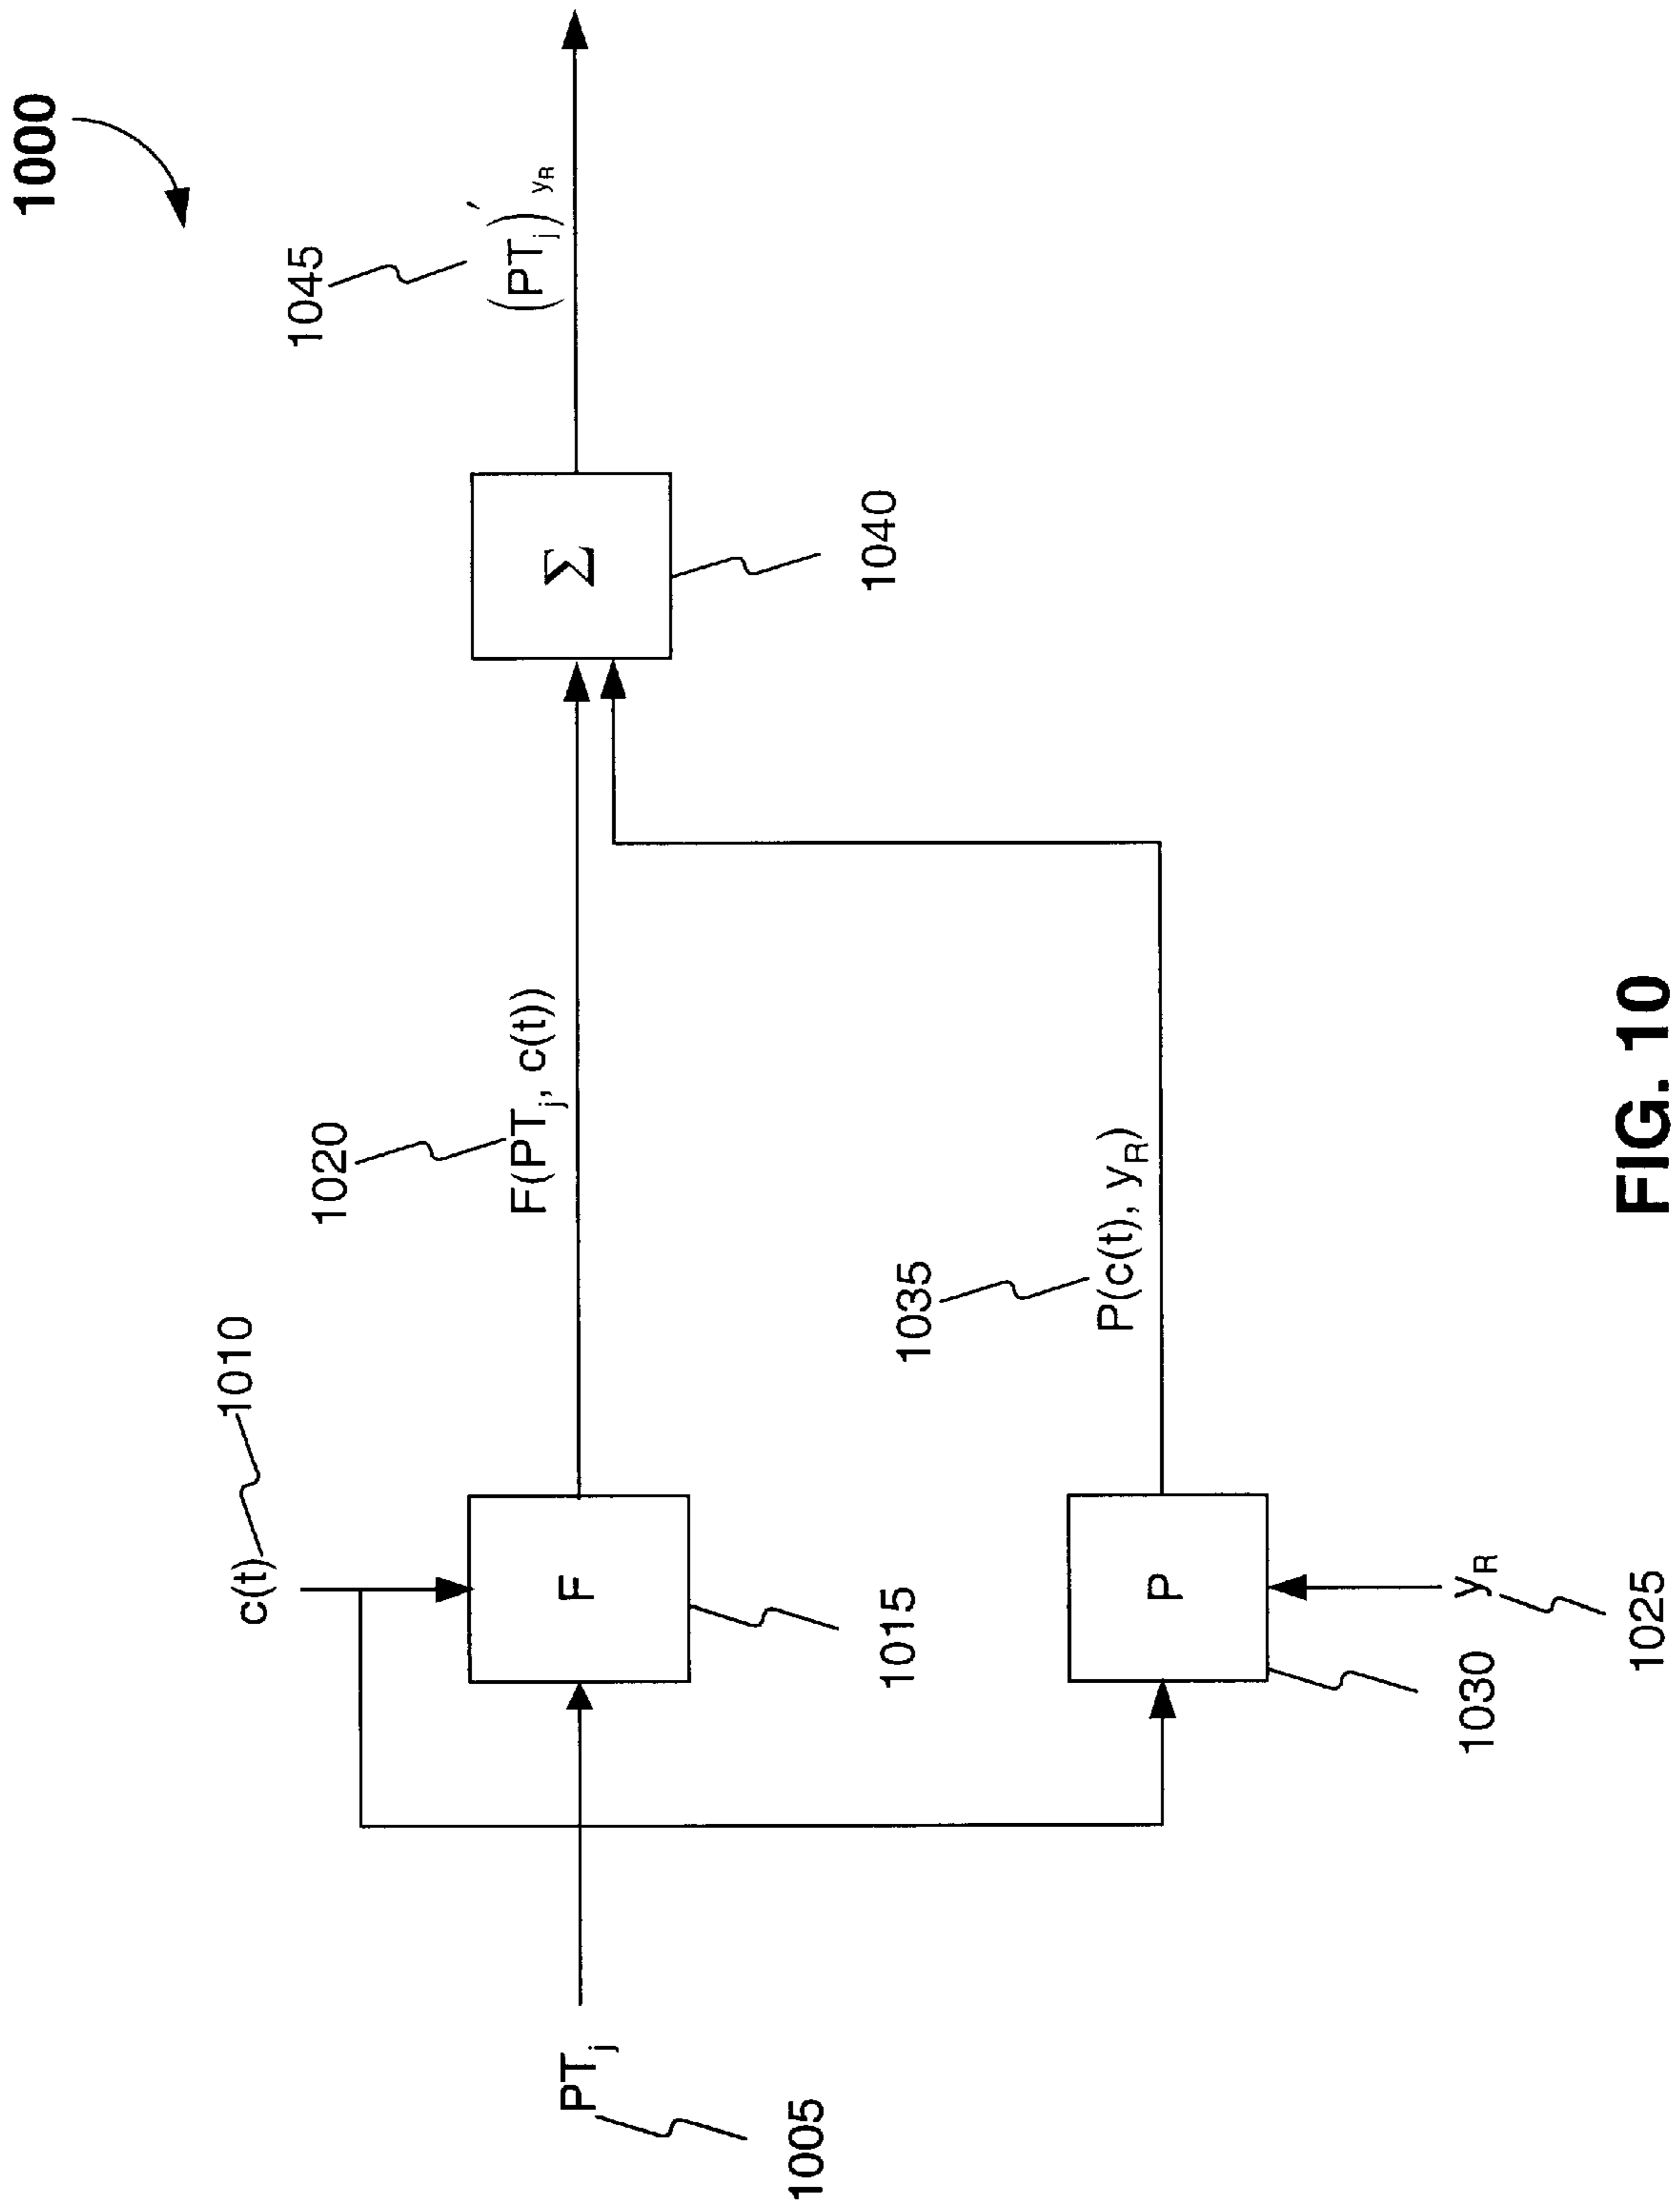 1000
1045
(PTⱼ)′ yR
1010
c(t)
1020
F(PTⱼ, c(t))
F
Σ
1040
1015
PTⱼ
1005
1035
P(c(t), yR)
P
1030
yR
1025
FIG. 10